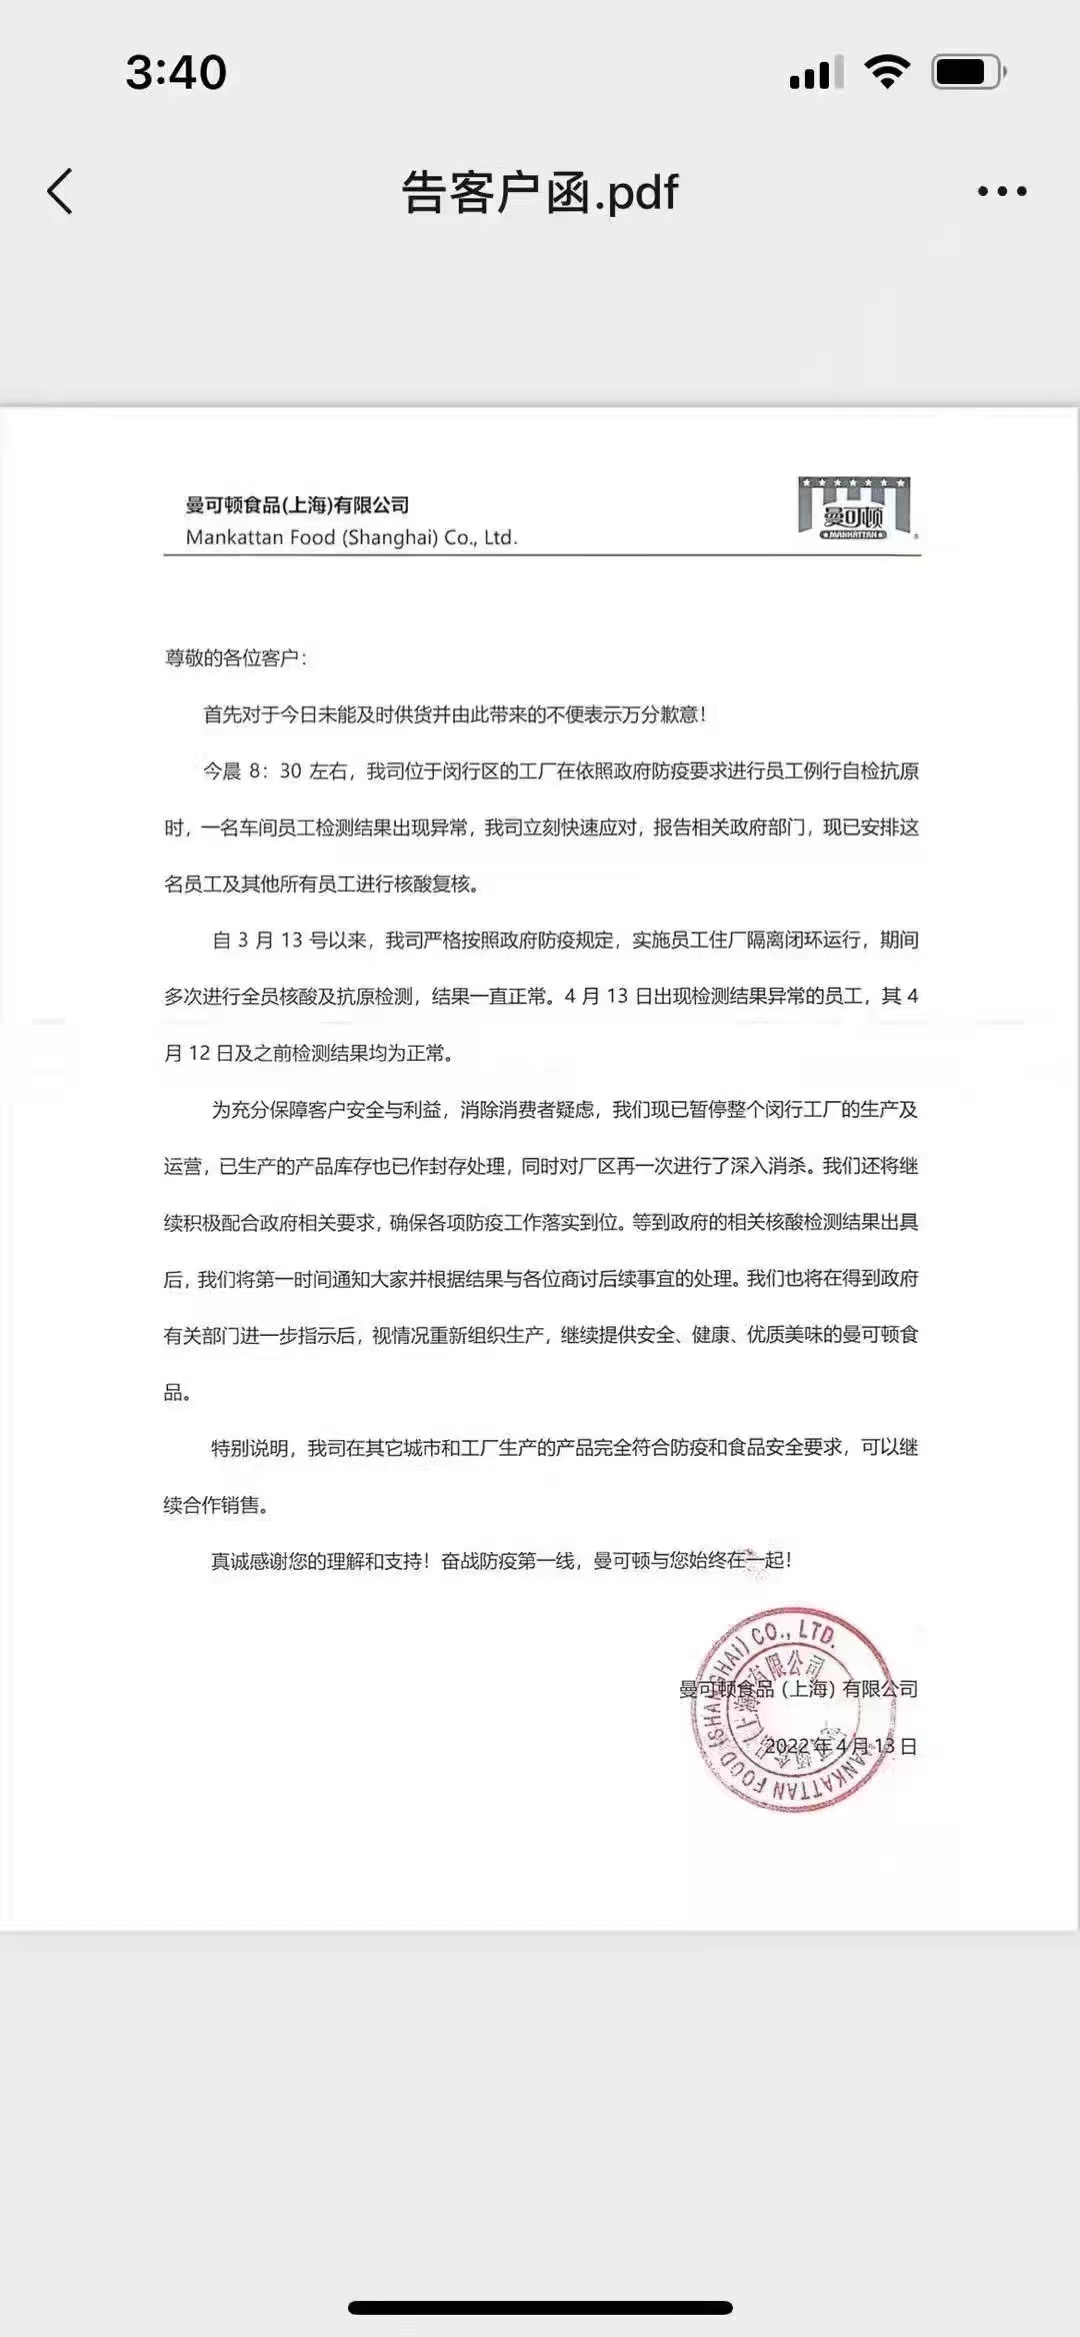 3:40
告客户函.pdf
曼可顿食品(上海)有限公司
Mankattan Food (Shanghai) Co., Ltd.
曼可顿
MANKATTAN
尊敬的各位客户：
首先对于今日未能及时供货并由此带来的不便表示万分歉意！
今晨 8：30 左右，我司位于闵行区的工厂在依照政府防疫要求进行员工例行自检抗原
时，一名车间员工检测结果出现异常，我司立刻快速应对，报告相关政府部门，现已安排这
名员工及其他所有员工进行核酸复核。
自 3 月 13 号以来，我司严格按照政府防疫规定，实施员工住厂隔离闭环运行，期间
多次进行全员核酸及抗原检测，结果一直正常。4 月 13 日出现检测结果异常的员工，其 4
月 12 日及之前检测结果均为正常。
为充分保障客户安全与利益，消除消费者疑虑，我们现已暂停整个闵行工厂的生产及
运营，已生产的产品库存也已作封存处理，同时对厂区再一次进行了深入消杀。我们还将继
续积极配合政府相关要求，确保各项防疫工作落实到位。等到政府的相关核酸检测结果出具
后，我们将第一时间通知大家并根据结果与各位商讨后续事宜的处理。我们也将在得到政府
有关部门进一步指示后，视情况重新组织生产，继续提供安全、健康、优质美味的曼可顿食
品。
特别说明，我司在其它城市和工厂生产的产品完全符合防疫和食品安全要求，可以继
续合作销售。
真诚感谢您的理解和支持！奋战防疫第一线，曼可顿与您始终在一起！
曼可顿食品（上海）有限公司
2022 年 4 月 13 日
MANKATTAN FOOD (SHANGHAI) CO., LTD.
曼可顿食品(上海)有限公司